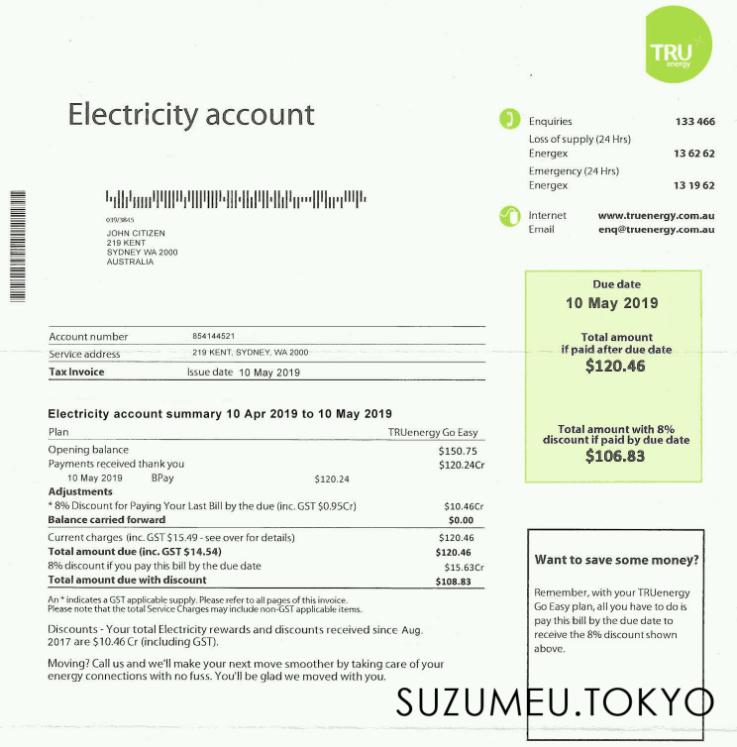 TRU
energy
Electricity account
Enquiries 133 466
Loss of supply (24 Hrs)
Energex 13 62 62
Emergency (24 Hrs)
Energex 13 19 62
Internet www.truenergy.com.au
Email enq@truenergy.com.au
039/3845
JOHN CITIZEN
219 KENT
SYDNEY WA 2000
AUSTRALIA
Due date
10 May 2019
Total amount
if paid after due date
$120.46
Total amount with 8%
discount if paid by due date
$106.83
Account number 854144521
Service address 219 KENT, SYDNEY, WA 2000
Tax Invoice Issue date 10 May 2019
Electricity account summary 10 Apr 2019 to 10 May 2019
Plan TRUenergy Go Easy
Opening balance $150.75
Payments received thank you $120.24Cr
10 May 2019 BPay $120.24
Adjustments
* 8% Discount for Paying Your Last Bill by the due (inc. GST $0.95Cr) $10.46Cr
Balance carried forward $0.00
Current charges (inc. GST $15.49 - see over for details) $120.46
Total amount due (inc. GST $14.54) $120.46
8% discount if you pay this bill by the due date $15.63Cr
Total amount due with discount $108.83
An * indicates a GST applicable supply. Please refer to all pages of this invoice.
Please note that the total Service Charges may include non-GST applicable items.
Discounts - Your total Electricity rewards and discounts received since Aug.
2017 are $10.46 Cr (including GST).
Moving? Call us and we'll make your next move smoother by taking care of your
energy connections with no fuss. You'll be glad we moved with you.
Want to save some money?
Remember, with your TRUenergy
Go Easy plan, all you have to do is
pay this bill by the due date to
receive the 8% discount shown
above.
SUZUMEU.TOKYO